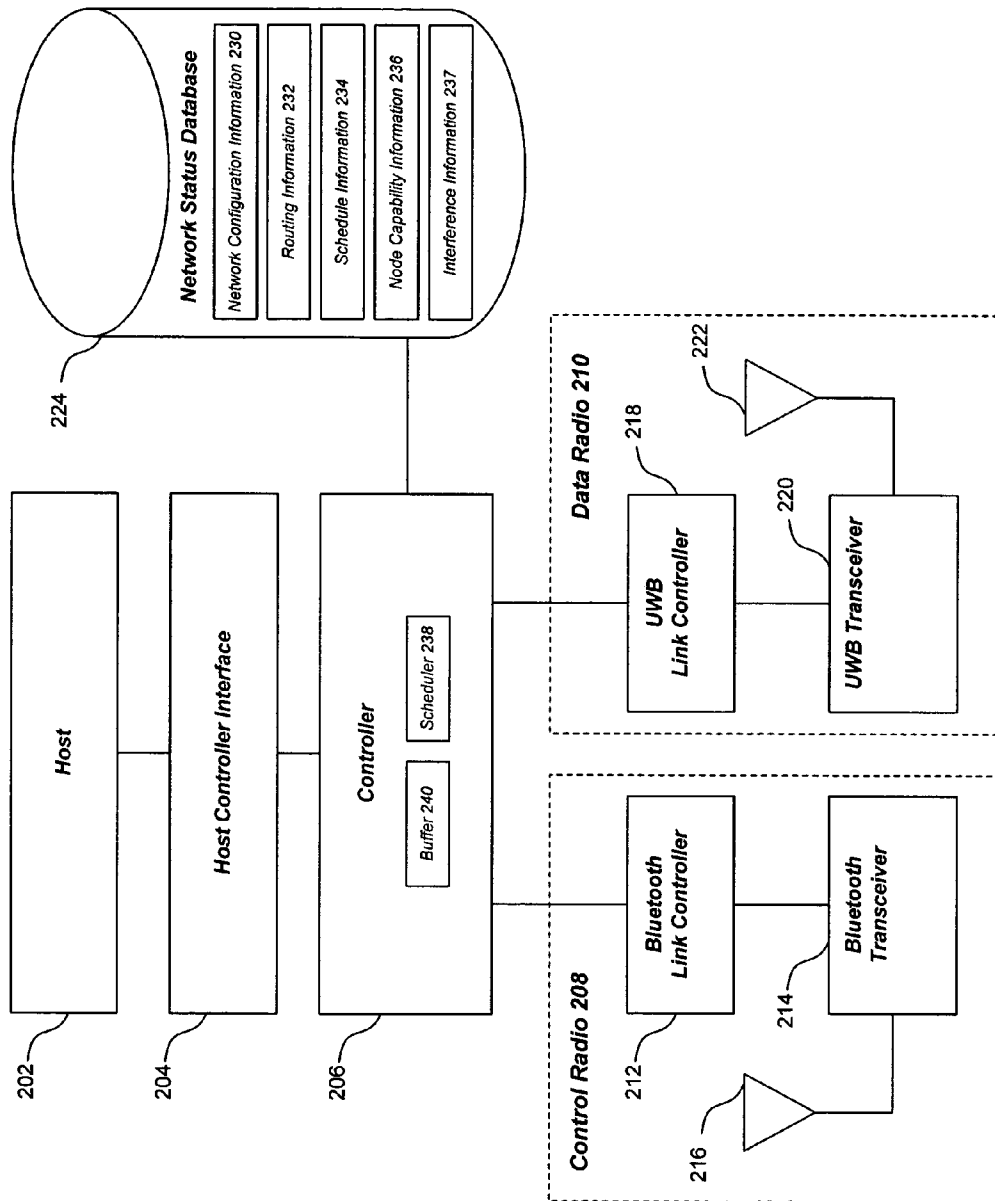 Host
202
Host Controller Interface
204
Controller
Buffer 240
Scheduler 238
206
Network Status Database
Network Configuration Information 230
Routing Information 232
Schedule Information 234
Node Capability Information 236
Interference Information 237
224
Control Radio 208
Bluetooth
Link Controller
212
Bluetooth
Transceiver
214
216
Data Radio 210
UWB
Link Controller
218
UWB Transceiver
220
222